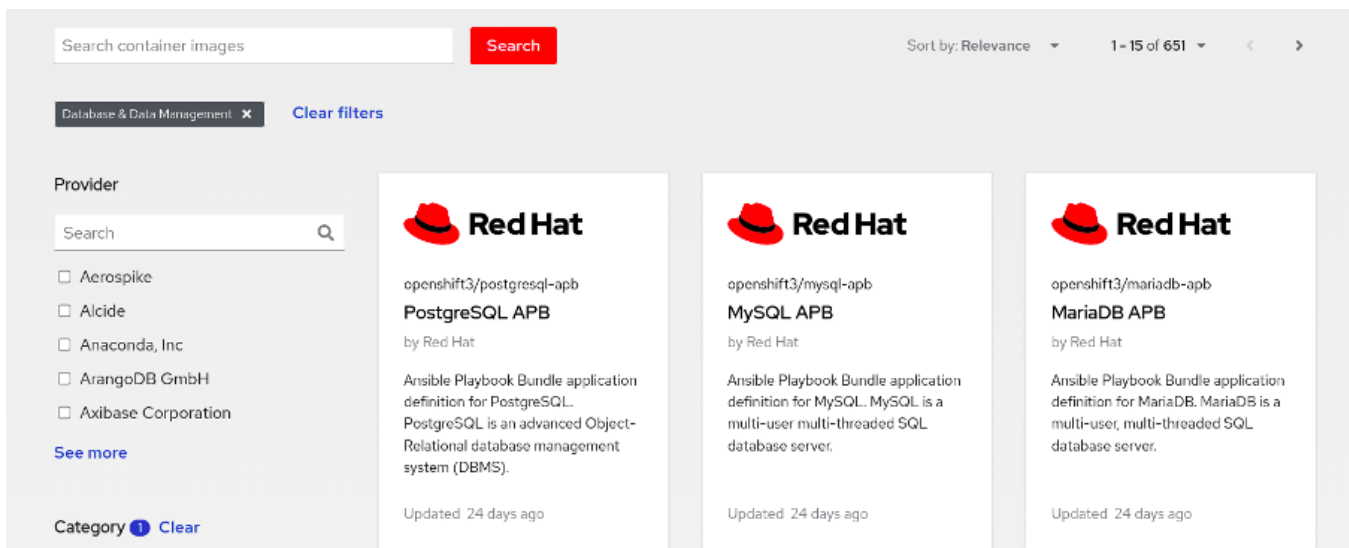 Search container images
Search
Sort by: Relevance
1 - 15 of 651
Database & Data Management
Clear filters
Provider
Search
Aerospike
Alcide
Anaconda, Inc
ArangoDB GmbH
Axibase Corporation
See more
Category 1 Clear
Red Hat
openshift3/postgresql-apb
PostgreSQL APB
by Red Hat
Ansible Playbook Bundle application
definition for PostgreSQL.
PostgreSQL is an advanced Object-
Relational database management
system (DBMS).
Updated 24 days ago
Red Hat
openshift3/mysql-apb
MySQL APB
by Red Hat
Ansible Playbook Bundle application
definition for MySQL. MySQL is a
multi-user multi-threaded SQL
database server.
Updated 24 days ago
Red Hat
openshift3/mariadb-apb
MariaDB APB
by Red Hat
Ansible Playbook Bundle application
definition for MariaDB. MariaDB is a
multi-user, multi-threaded SQL
database server.
Updated 24 days ago